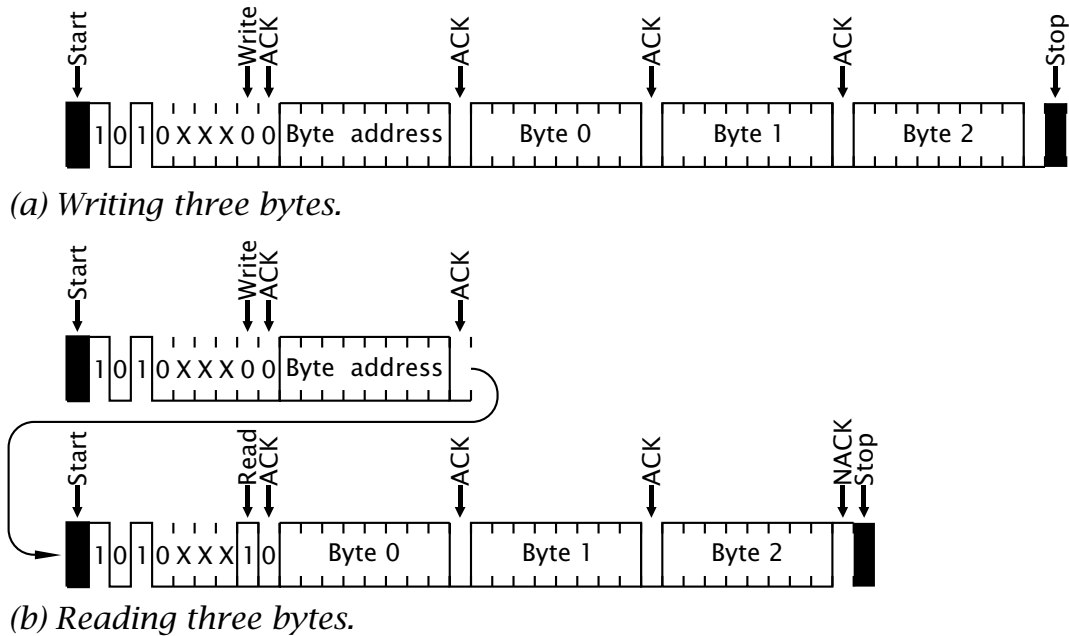 Start Write ACK ACK ACK ACK Stop
1 0 1 0 X X X 0 0 Byte address Byte 0 Byte 1 Byte 2
(a) Writing three bytes.
Start Write ACK ACK
1 0 1 0 X X X 0 0 Byte address
Start Read ACK ACK ACK NACK Stop
1 0 1 0 X X X 1 0 Byte 0 Byte 1 Byte 2
(b) Reading three bytes.